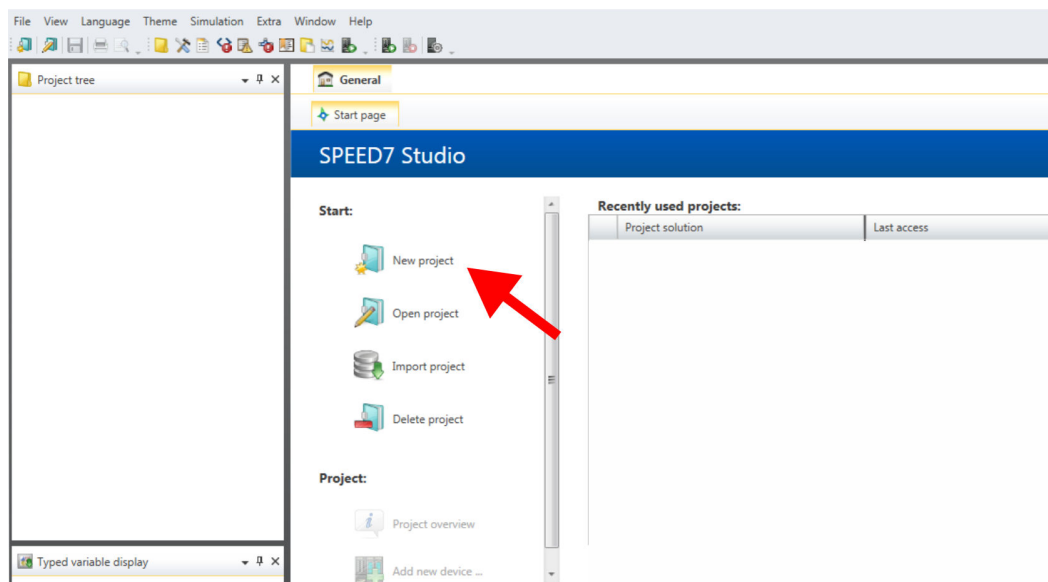 File View Language Theme Simulation Extra Window Help
Project tree
General
Start page
SPEED7 Studio
Start:
Recently used projects:
Project solution Last access
New project
Open project
Import project
Delete project
Project:
Project overview
Add new device ...
Typed variable display